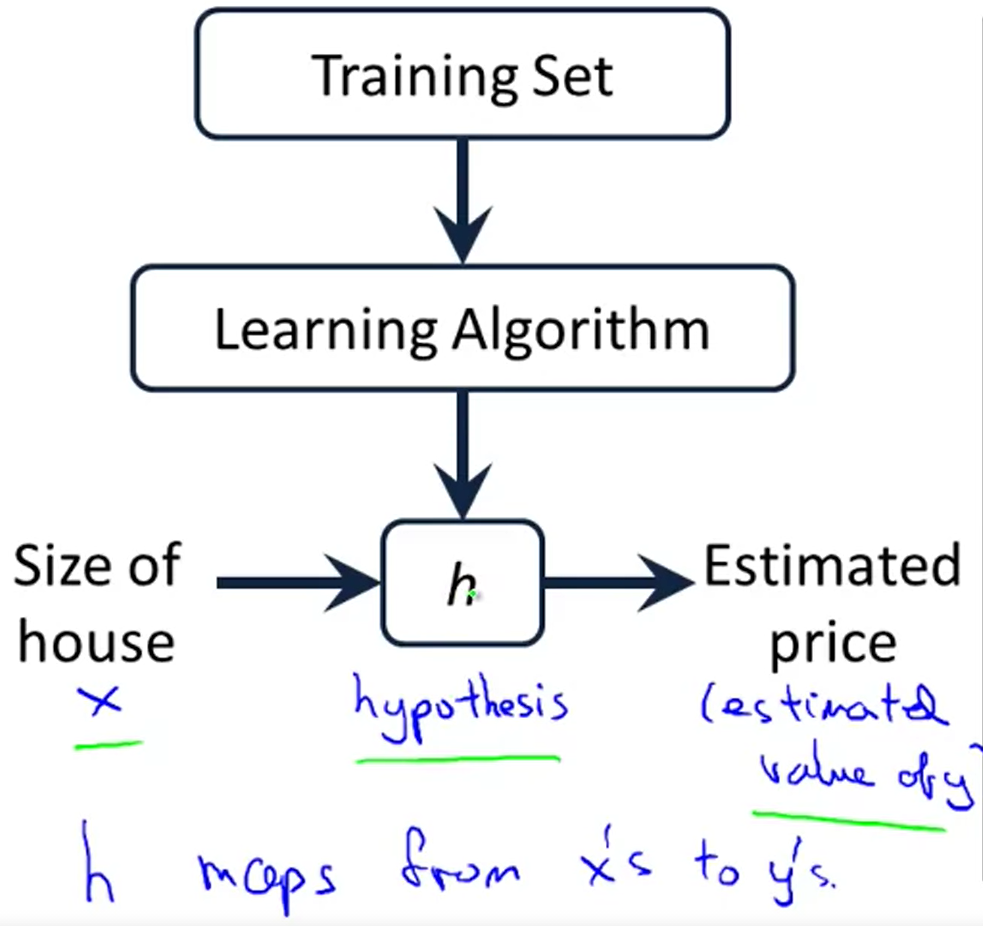 Training Set
Learning Algorithm
Size of
house
h
Estimated
price
x
hypothesis
(estimated
value of y)
h maps from x's to y's.